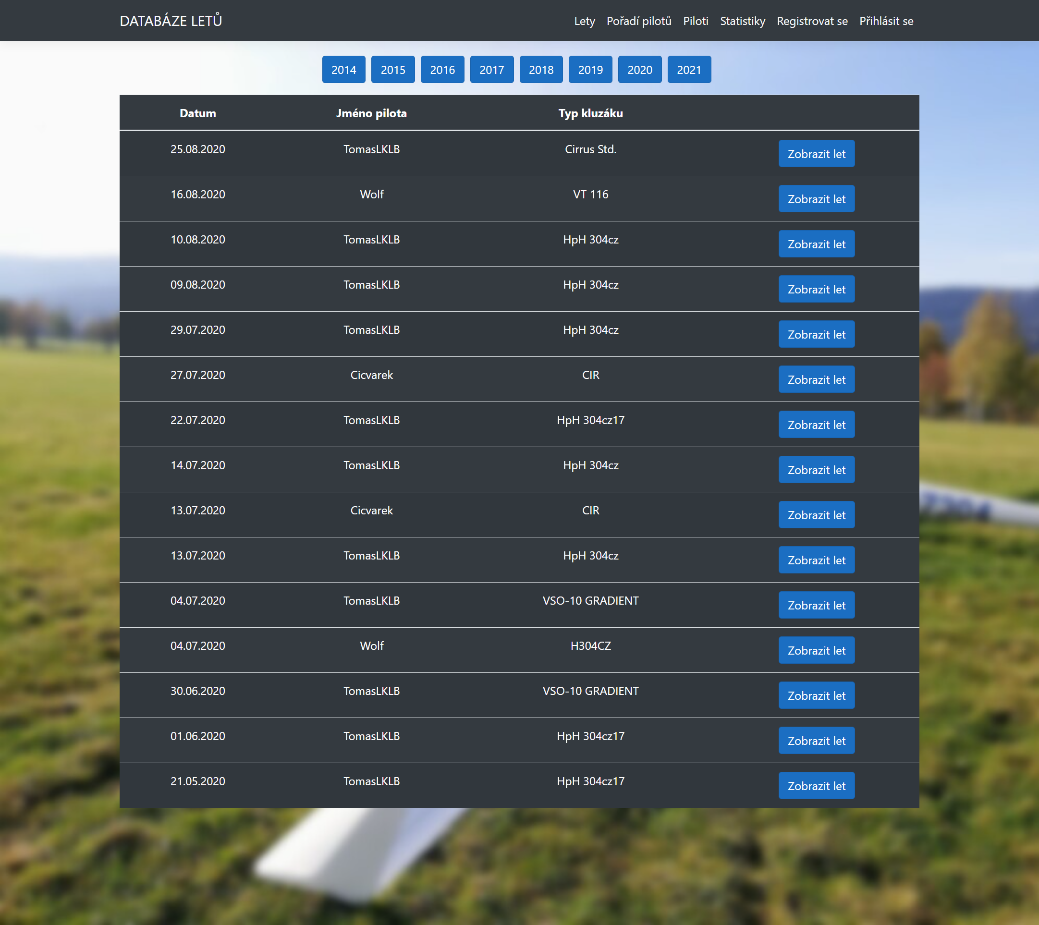 DATABÁZE LETŮ Lety Pořadí pilotů Piloti Statistiky Registrovat se Přihlásit se
2014 2015 2016 2017 2018 2019 2020 2021
Datum Jméno pilota Typ kluzáku
25.08.2020 TomasLKLB Cirrus Std. Zobrazit let
16.08.2020 Wolf VT 116 Zobrazit let
10.08.2020 TomasLKLB HpH 304cz Zobrazit let
09.08.2020 TomasLKLB HpH 304cz Zobrazit let
29.07.2020 TomasLKLB HpH 304cz Zobrazit let
27.07.2020 Cicvarek CIR Zobrazit let
22.07.2020 TomasLKLB HpH 304cz17 Zobrazit let
14.07.2020 TomasLKLB HpH 304cz Zobrazit let
13.07.2020 Cicvarek CIR Zobrazit let
13.07.2020 TomasLKLB HpH 304cz Zobrazit let
04.07.2020 TomasLKLB VSO-10 GRADIENT Zobrazit let
04.07.2020 Wolf H304CZ Zobrazit let
30.06.2020 TomasLKLB VSO-10 GRADIENT Zobrazit let
01.06.2020 TomasLKLB HpH 304cz17 Zobrazit let
21.05.2020 TomasLKLB HpH 304cz17 Zobrazit let